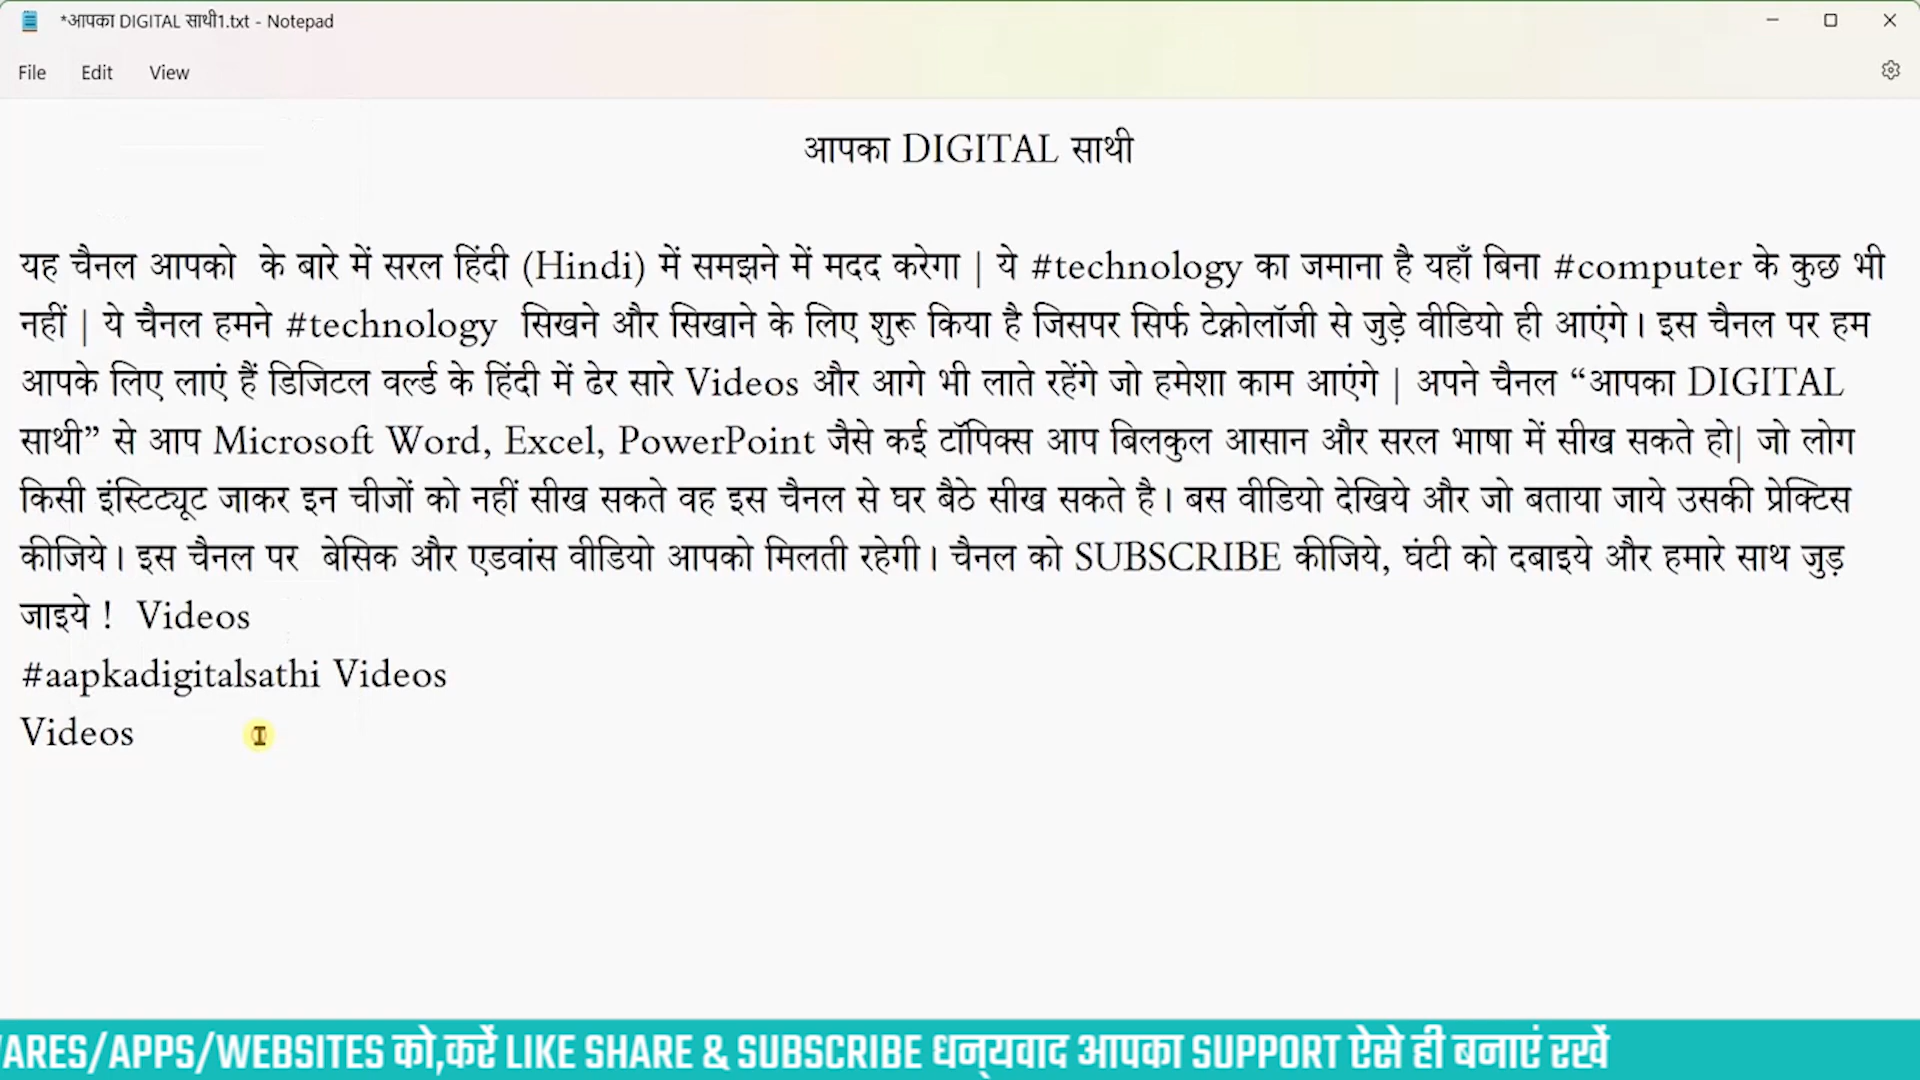 *आपका DIGITAL साथी1.txt - Notepad
File Edit View
आपका DIGITAL साथी
यह चैनल आपको  के बारे में सरल हिंदी (Hindi) में समझने में मदद करेगा | ये #technology का जमाना है यहाँ बिना #computer के कुछ भी
नहीं | ये चैनल हमने #technology  सिखने और सिखाने के लिए शुरू किया है जिसपर सिर्फ टेक्नोलॉजी से जुड़े वीडियो ही आएंगे। इस चैनल पर हम
आपके लिए लाएं हैं डिजिटल वर्ल्ड के हिंदी में ढेर सारे Videos और आगे भी लाते रहेंगे जो हमेशा काम आएंगे | अपने चैनल “आपका DIGITAL
साथी” से आप Microsoft Word, Excel, PowerPoint जैसे कई टॉपिक्स आप बिलकुल आसान और सरल भाषा में सीख सकते हो| जो लोग
किसी इंस्टिट्यूट जाकर इन चीजों को नहीं सीख सकते वह इस चैनल से घर बैठे सीख सकते है। बस वीडियो देखिये और जो बताया जाये उसकी प्रेक्टिस
कीजिये। इस चैनल पर  बेसिक और एडवांस वीडियो आपको मिलती रहेगी। चैनल को SUBSCRIBE कीजिये, घंटी को दबाइये और हमारे साथ जुड़
जाइये !  Videos
#aapkadigitalsathi Videos
Videos
WARES/APPS/WEBSITES को,करें LIKE SHARE & SUBSCRIBE धन्यवाद आपका SUPPORT ऐसे ही बनाएं रखें